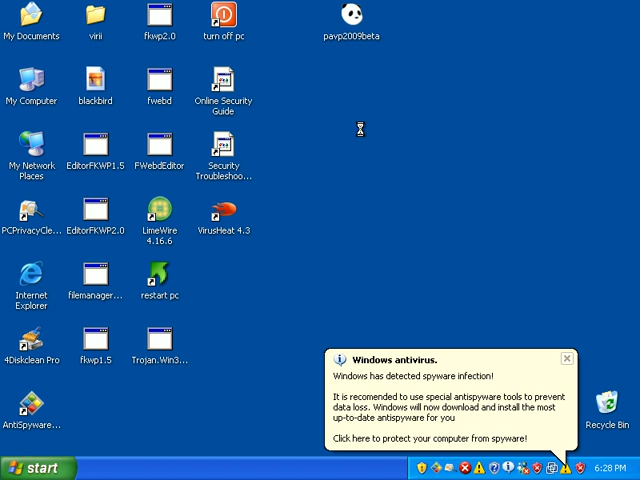 My Documents
virii
fkwp2.0
turn off pc
pavp2009beta
My Computer
blackbird
fwebd
Online Security
Guide
My Network
Places
EditorFKWP1.5
FWebdEditor
Security
Troubleshoo...
PCPrivacyCle...
EditorFKWP2.0
LimeWire
4.16.6
VirusHeat 4.3
Internet
Explorer
filemanager...
restart pc
4Diskclean Pro
fkwp1.5
Trojan.Win3...
AntiSpyware...
Recycle Bin
Windows antivirus.
Windows has detected spyware infection!
It is recomended to use special antispyware tools to prevent
data loss. Windows will now download and install the most
up-to-date antispyware for you
Click here to protect your computer from spyware!
start
6:28 PM